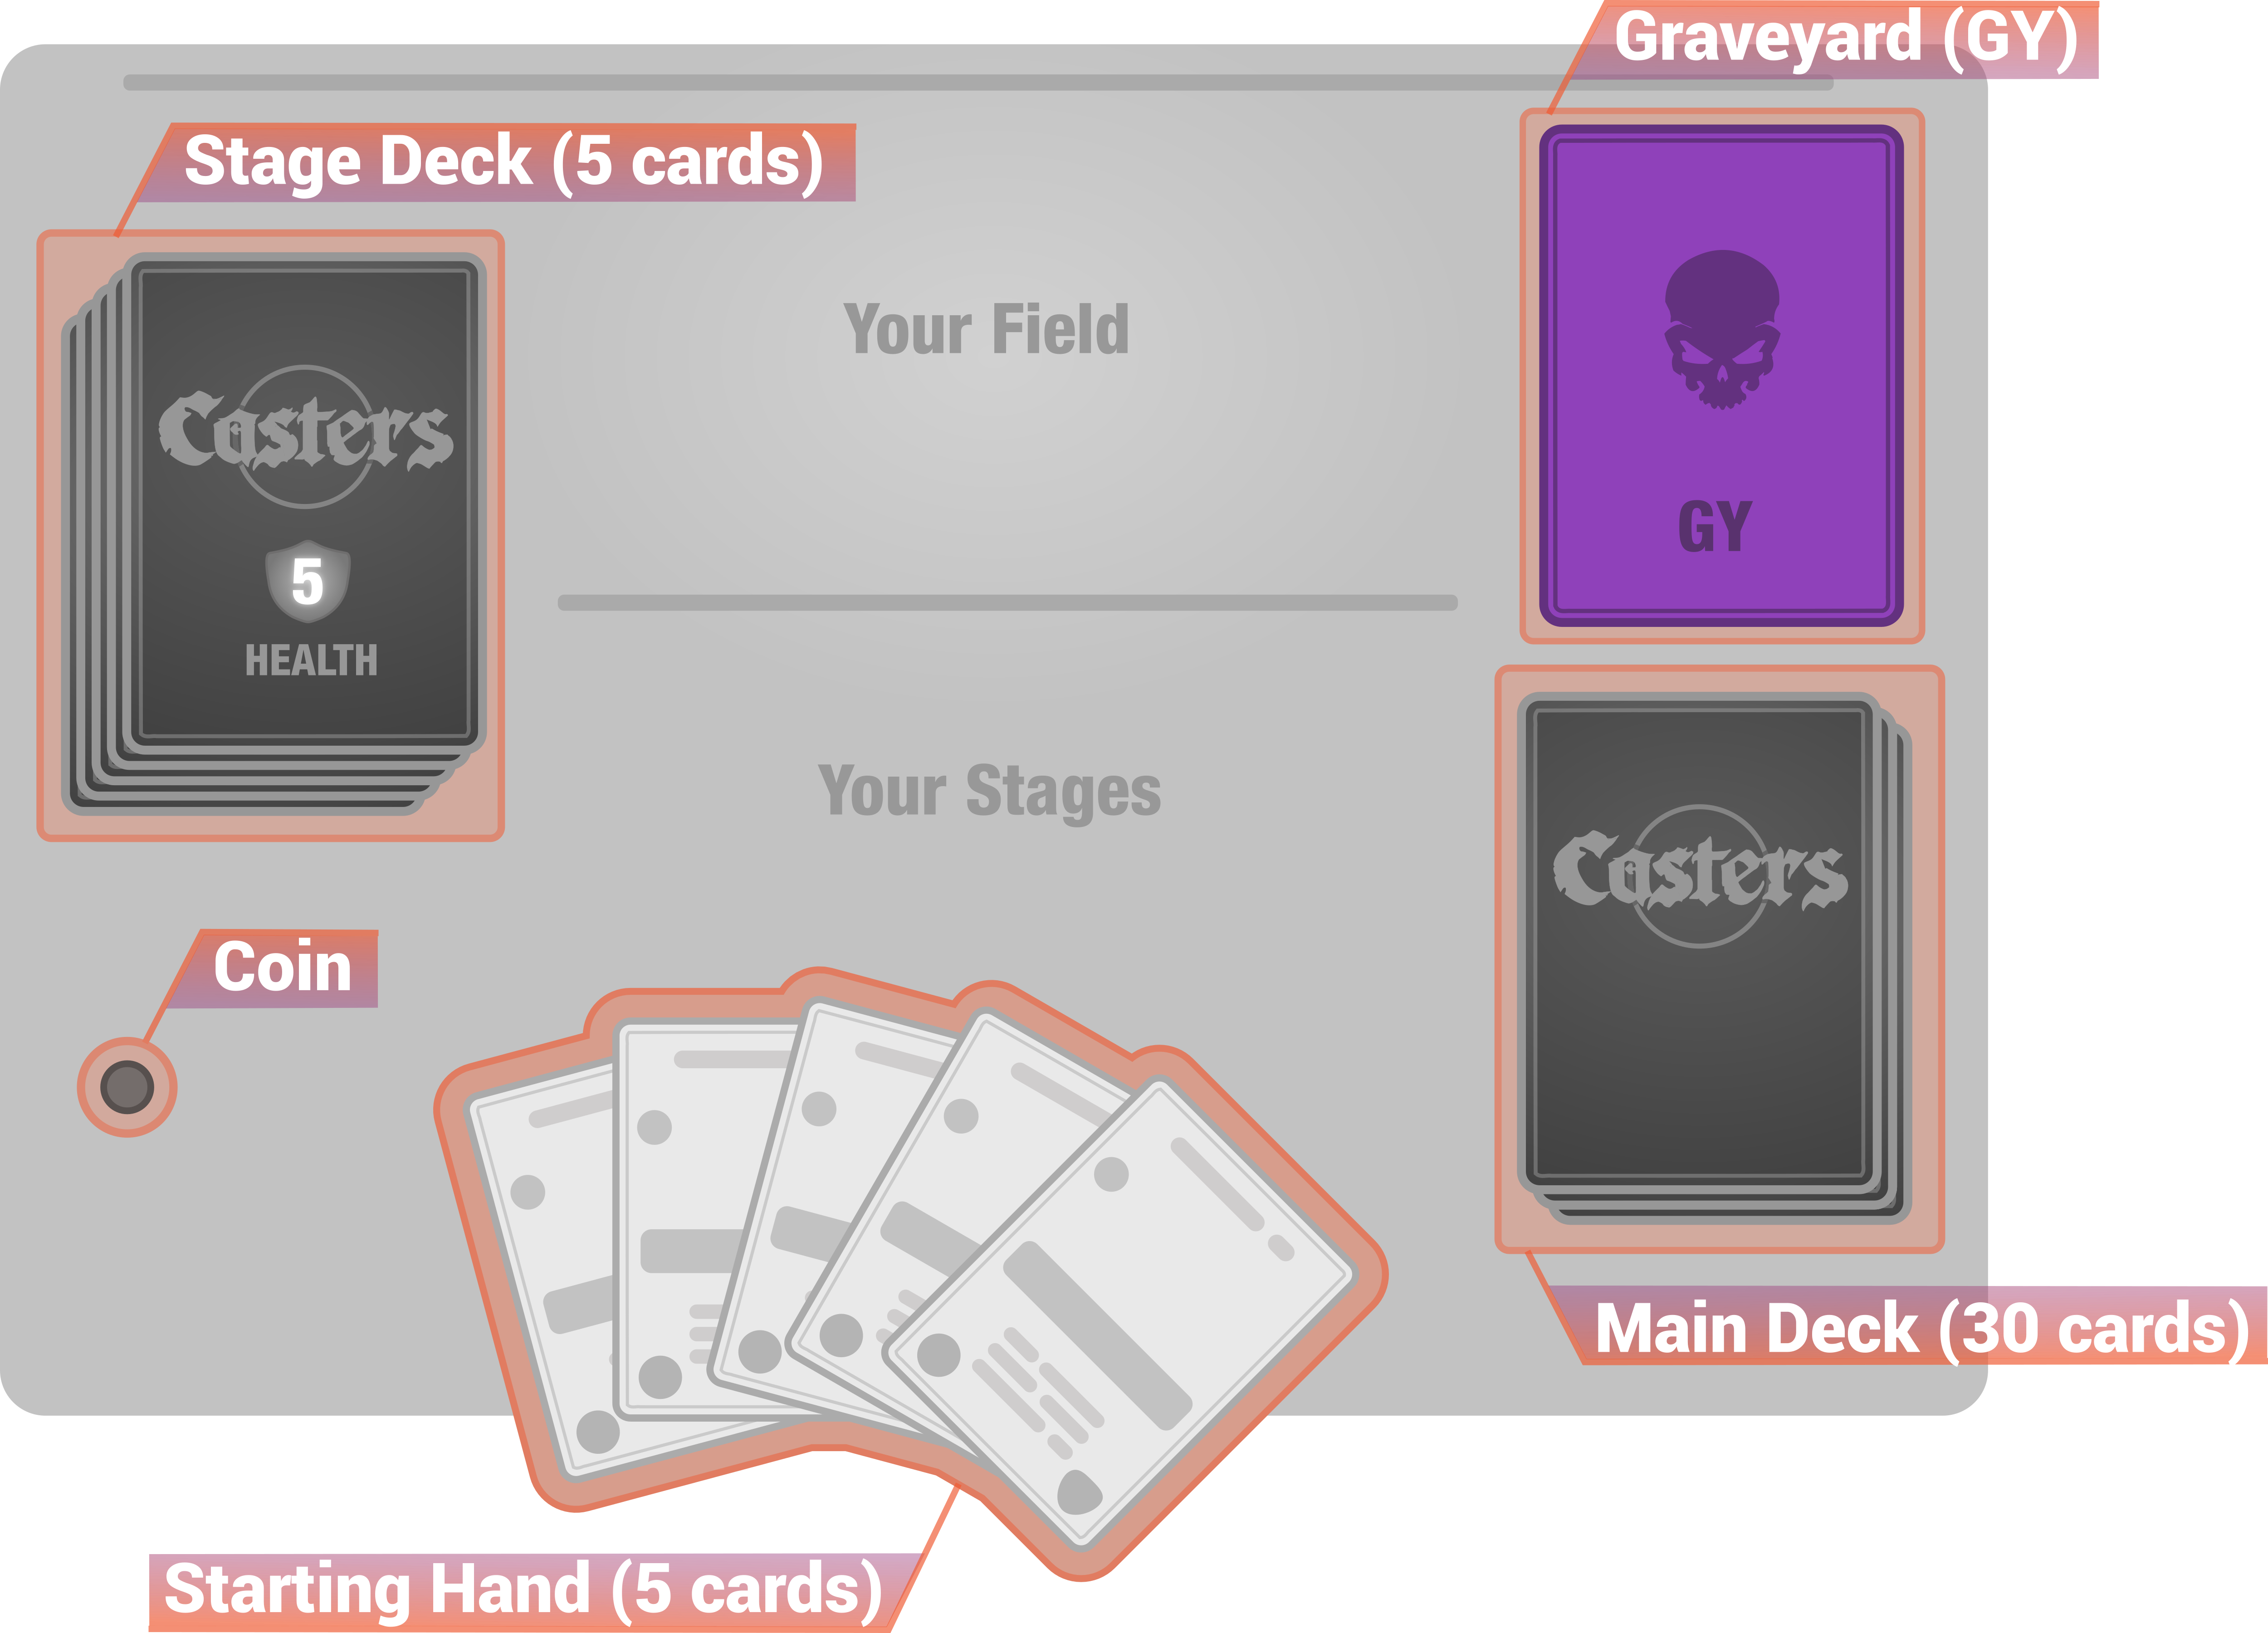 Graveyard (GY)
Stage Deck (5 cards)
Your Field
Casters
5
HEALTH
GY
Your Stages
Casters
Coin
Main Deck (30 cards)
Starting Hand (5 cards)